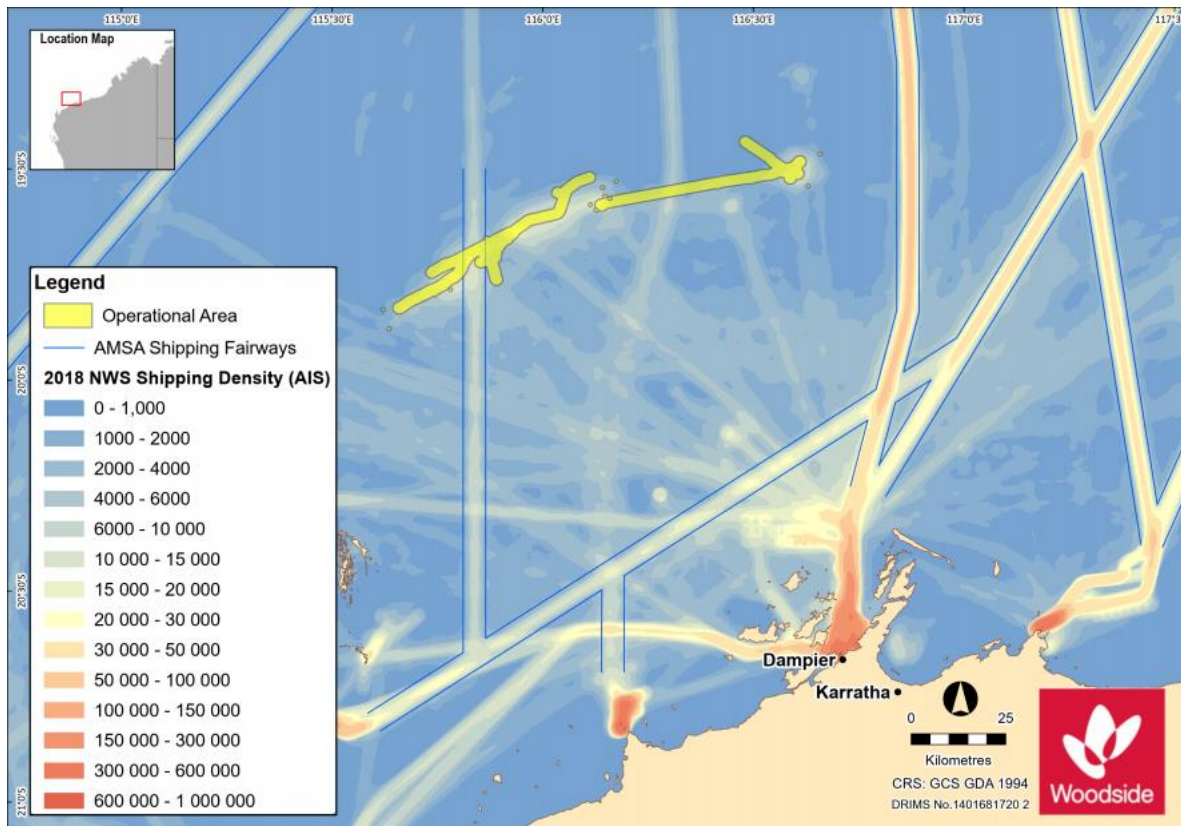 115°0'E
115°30'E
116°0'E
116°30'E
117°0'E
117°3
Location Map
19°30'S
20°0'S
20°30'S
21°0'S
Legend
Operational Area
AMSA Shipping Fairways
2018 NWS Shipping Density (AIS)
0 - 1,000
1000 - 2000
2000 - 4000
4000 - 6000
6000 - 10 000
10 000 - 15 000
15 000 - 20 000
20 000 - 30 000
30 000 - 50 000
50 000 - 100 000
100 000 - 150 000
150 000 - 300 000
300 000 - 600 000
600 000 - 1 000 000
Dampier
Karratha
0 25
Kilometres
CRS: GCS GDA 1994
DRIMS No.1401681720 2
Woodside